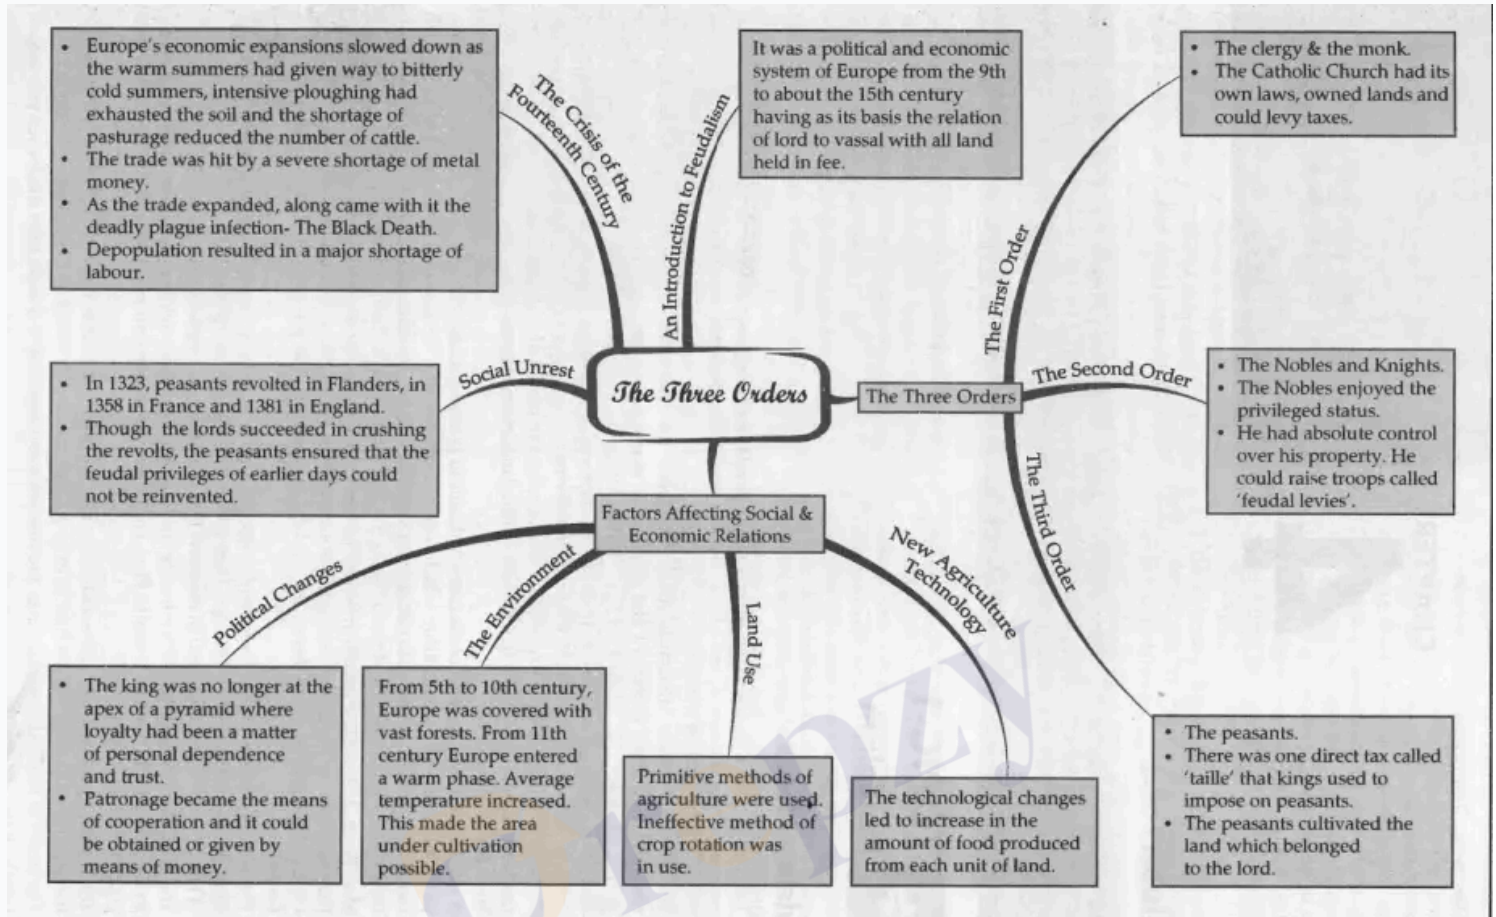 • Europe's economic expansions slowed down as
the warm summers had given way to bitterly
cold summers, intensive ploughing had
exhausted the soil and the shortage of
pasturage reduced the number of cattle.
• The trade was hit by a severe shortage of metal
money.
• As the trade expanded, along came with it the
deadly plague infection- The Black Death.
• Depopulation resulted in a major shortage of
labour.
The Crisis of the
Fourteenth Century
It was a political and economic
system of Europe from the 9th
to about the 15th century
having as its basis the relation
of lord to vassal with all land
held in fee.
An Introduction to Feudalism
• The clergy & the monk.
• The Catholic Church had its
own laws, owned lands and
could levy taxes.
The First Order
• In 1323, peasants revolted in Flanders, in
1358 in France and 1381 in England.
• Though the lords succeeded in crushing
the revolts, the peasants ensured that the
feudal privileges of earlier days could
not be reinvented.
Social Unrest
The Three Orders
The Three Orders
The Second Order
• The Nobles and Knights.
• The Nobles enjoyed the
privileged status.
• He had absolute control
over his property. He
could raise troops called
'feudal levies'.
The Third Order
Factors Affecting Social &
Economic Relations
Political Changes
The Environment
Land Use
New Agriculture
Technology
• The king was no longer at the
apex of a pyramid where
loyalty had been a matter
of personal dependence
and trust.
• Patronage became the means
of cooperation and it could
be obtained or given by
means of money.
From 5th to 10th century,
Europe was covered with
vast forests. From 11th
century Europe entered
a warm phase. Average
temperature increased.
This made the area
under cultivation
possible.
Primitive methods of
agriculture were used.
Ineffective method of
crop rotation was
in use.
The technological changes
led to increase in the
amount of food produced
from each unit of land.
• The peasants.
• There was one direct tax called
'taille' that kings used to
impose on peasants.
• The peasants cultivated the
land which belonged
to the lord.
Oropzy